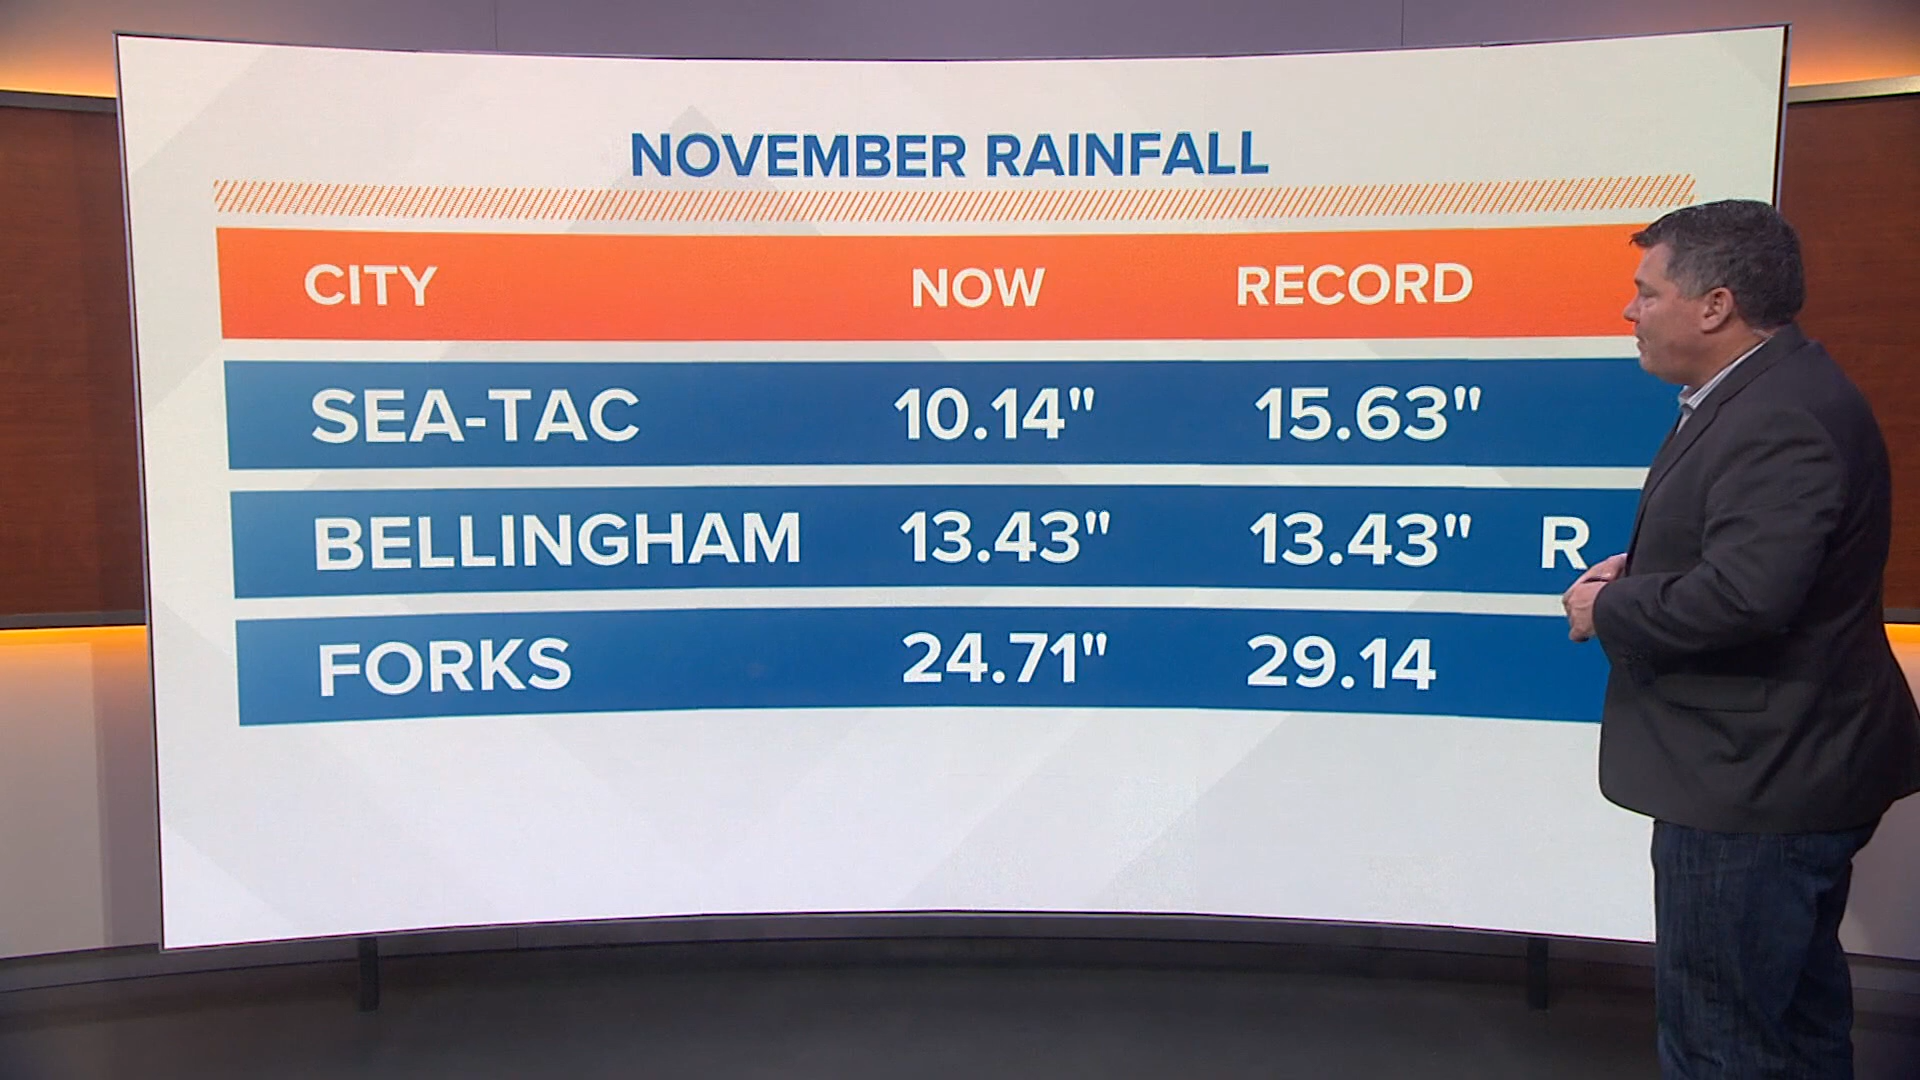 NOVEMBER RAINFALL
CITY NOW RECORD
SEA-TAC 10.14" 15.63"
BELLINGHAM 13.43" 13.43" R
FORKS 24.71" 29.14